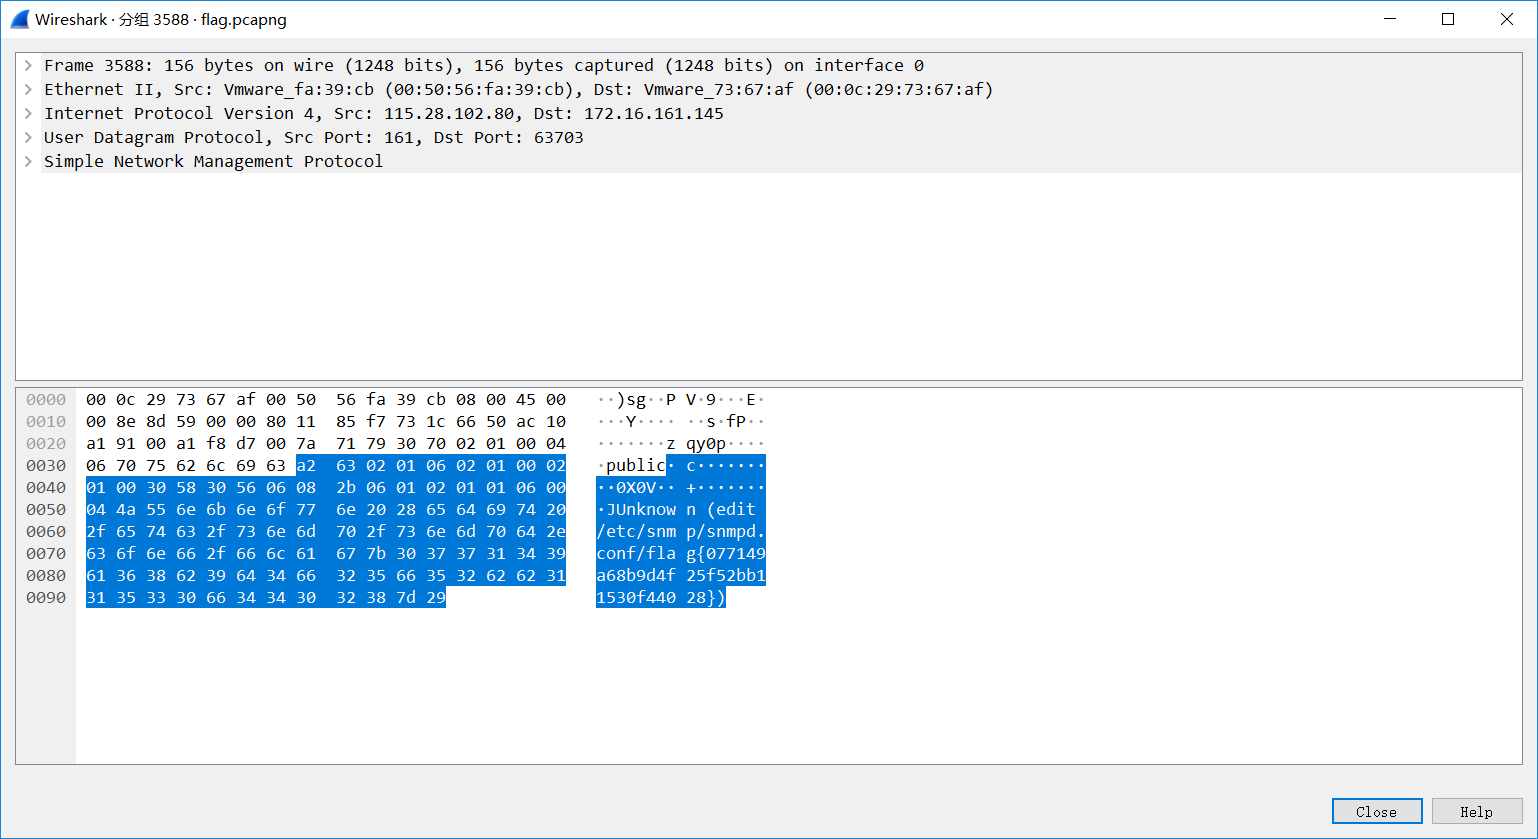 Wireshark · 分组 3588 · flag.pcapng
Frame 3588: 156 bytes on wire (1248 bits), 156 bytes captured (1248 bits) on interface 0
Ethernet II, Src: Vmware_fa:39:cb (00:50:56:fa:39:cb), Dst: Vmware_73:67:af (00:0c:29:73:67:af)
Internet Protocol Version 4, Src: 115.28.102.80, Dst: 172.16.161.145
User Datagram Protocol, Src Port: 161, Dst Port: 63703
Simple Network Management Protocol
0000 00 0c 29 73 67 af 00 50 56 fa 39 cb 08 00 45 00 ··)sg··P V·9···E·
0010 00 8e 8d 59 00 00 80 11 85 f7 73 1c 66 50 ac 10 ···Y···· ··s·fP··
0020 a1 91 00 a1 f8 d7 00 7a 71 79 30 70 02 01 00 04 ·······z qy0p····
0030 06 70 75 62 6c 69 63 a2 63 02 01 06 02 01 00 02 ·public· c·······
0040 01 00 30 58 30 56 06 08 2b 06 01 02 01 01 06 00 ··0X0V·· +·······
0050 04 4a 55 6e 6b 6e 6f 77 6e 20 28 65 64 69 74 20 ·JUnknow n (edit
0060 2f 65 74 63 2f 73 6e 6d 70 2f 73 6e 6d 70 64 2e /etc/snm p/snmpd.
0070 63 6f 6e 66 2f 66 6c 61 67 7b 30 37 37 31 34 39 conf/fla g{077149
0080 61 36 38 62 39 64 34 66 32 35 66 35 32 62 62 31 a68b9d4f 25f52bb1
0090 31 35 33 30 66 34 34 30 32 38 7d 29 1530f440 28})
Close Help